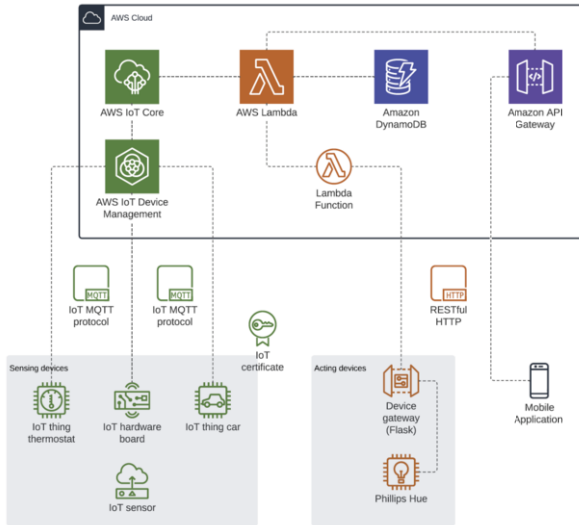 AWS Cloud
AWS IoT Core
AWS Lambda
Amazon
DynamoDB
Amazon API
Gateway
AWS IoT Device
Management
Lambda
Function
MQTT
IoT MQTT
protocol
MQTT
IoT MQTT
protocol
HTTP
RESTful
HTTP
IoT
certificate
Sensing devices
Acting devices
IoT thing
thermostat
IoT hardware
board
IoT thing car
Device
gateway
(Flask)
Mobile
Application
IoT sensor
Phillips Hue